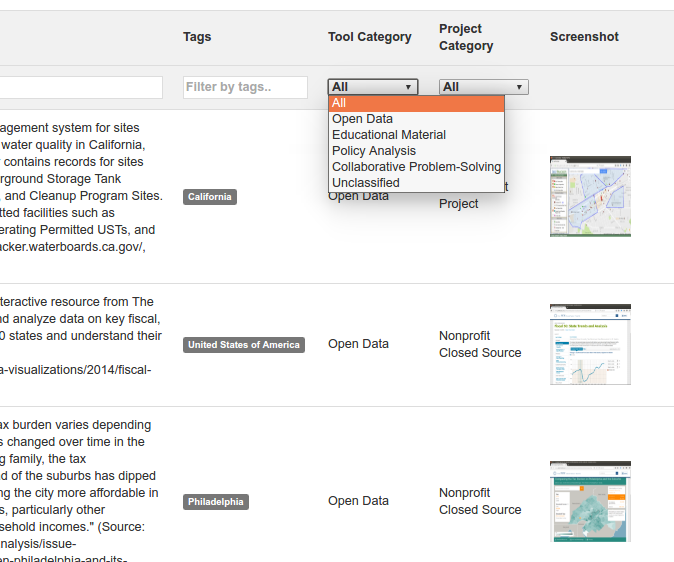 Tags
Tool Category
Project
Category
Screenshot
Filter by tags..
All
All
All
Open Data
Educational Material
Policy Analysis
Collaborative Problem-Solving
Unclassified
agement system for sites
water quality in California,
contains records for sites
erground Storage Tank
, and Cleanup Program Sites.
tted facilities such as
erating Permitted USTs, and
acker.waterboards.ca.gov/,
California
Open Data
t
Project
teractive resource from The
nd analyze data on key fiscal,
0 states and understand their
a-visualizations/2014/fiscal-
United States of America
Open Data
Nonprofit
Closed Source
ax burden varies depending
s changed over time in the
g family, the tax
d of the suburbs has dipped
ng the city more affordable in
s, particularly other
sehold incomes." (Source:
nalysis/issue-
en-philadelphia-and-its-
Philadelphia
Open Data
Nonprofit
Closed Source